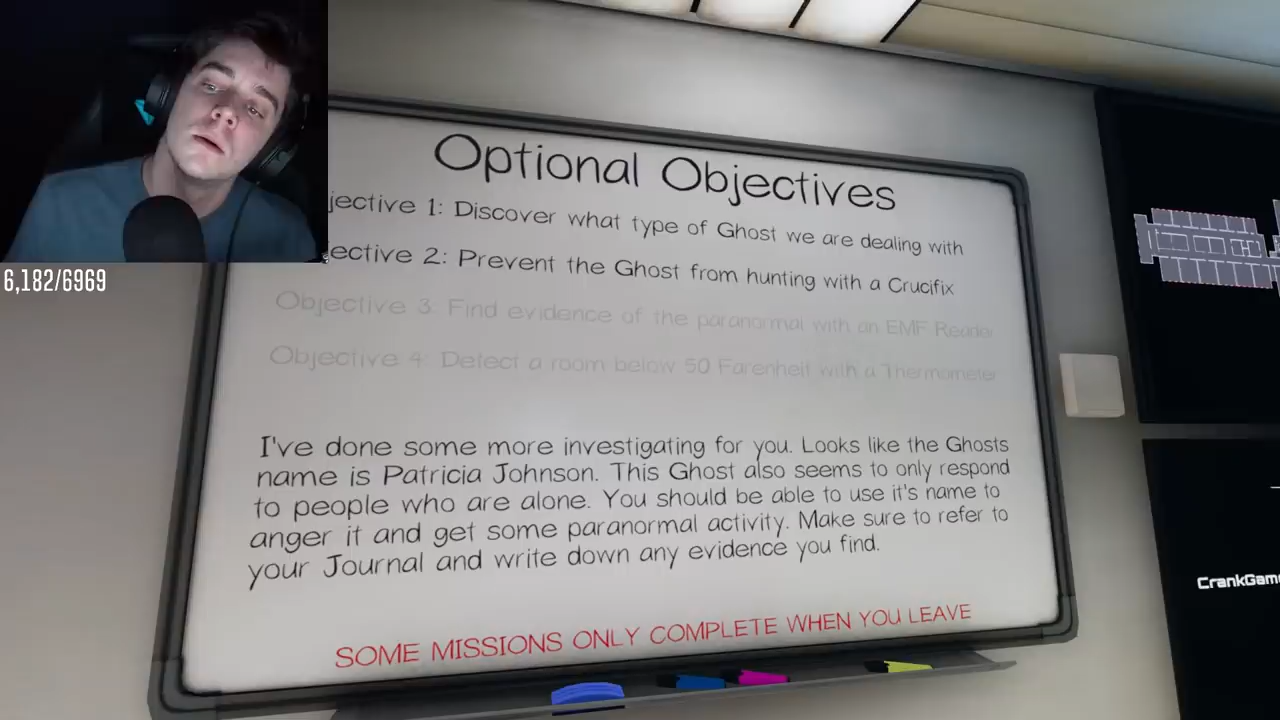 Optional Objectives
jective 1: Discover what type of Ghost we are dealing with
ective 2: Prevent the Ghost from hunting with a Crucifix
Objective 3: Find evidence of the paranormal with an EMF Reader
Objective 4: Detect a room below 50 Farenheit with a Thermometer
6,182/6969
I've done some more investigating for you. Looks like the Ghosts
name is Patricia Johnson. This Ghost also seems to only respond
to people who are alone. You should be able to use it's name to
anger it and get some paranormal activity. Make sure to refer to
your Journal and write down any evidence you find.
SOME MISSIONS ONLY COMPLETE WHEN YOU LEAVE
CrankGame